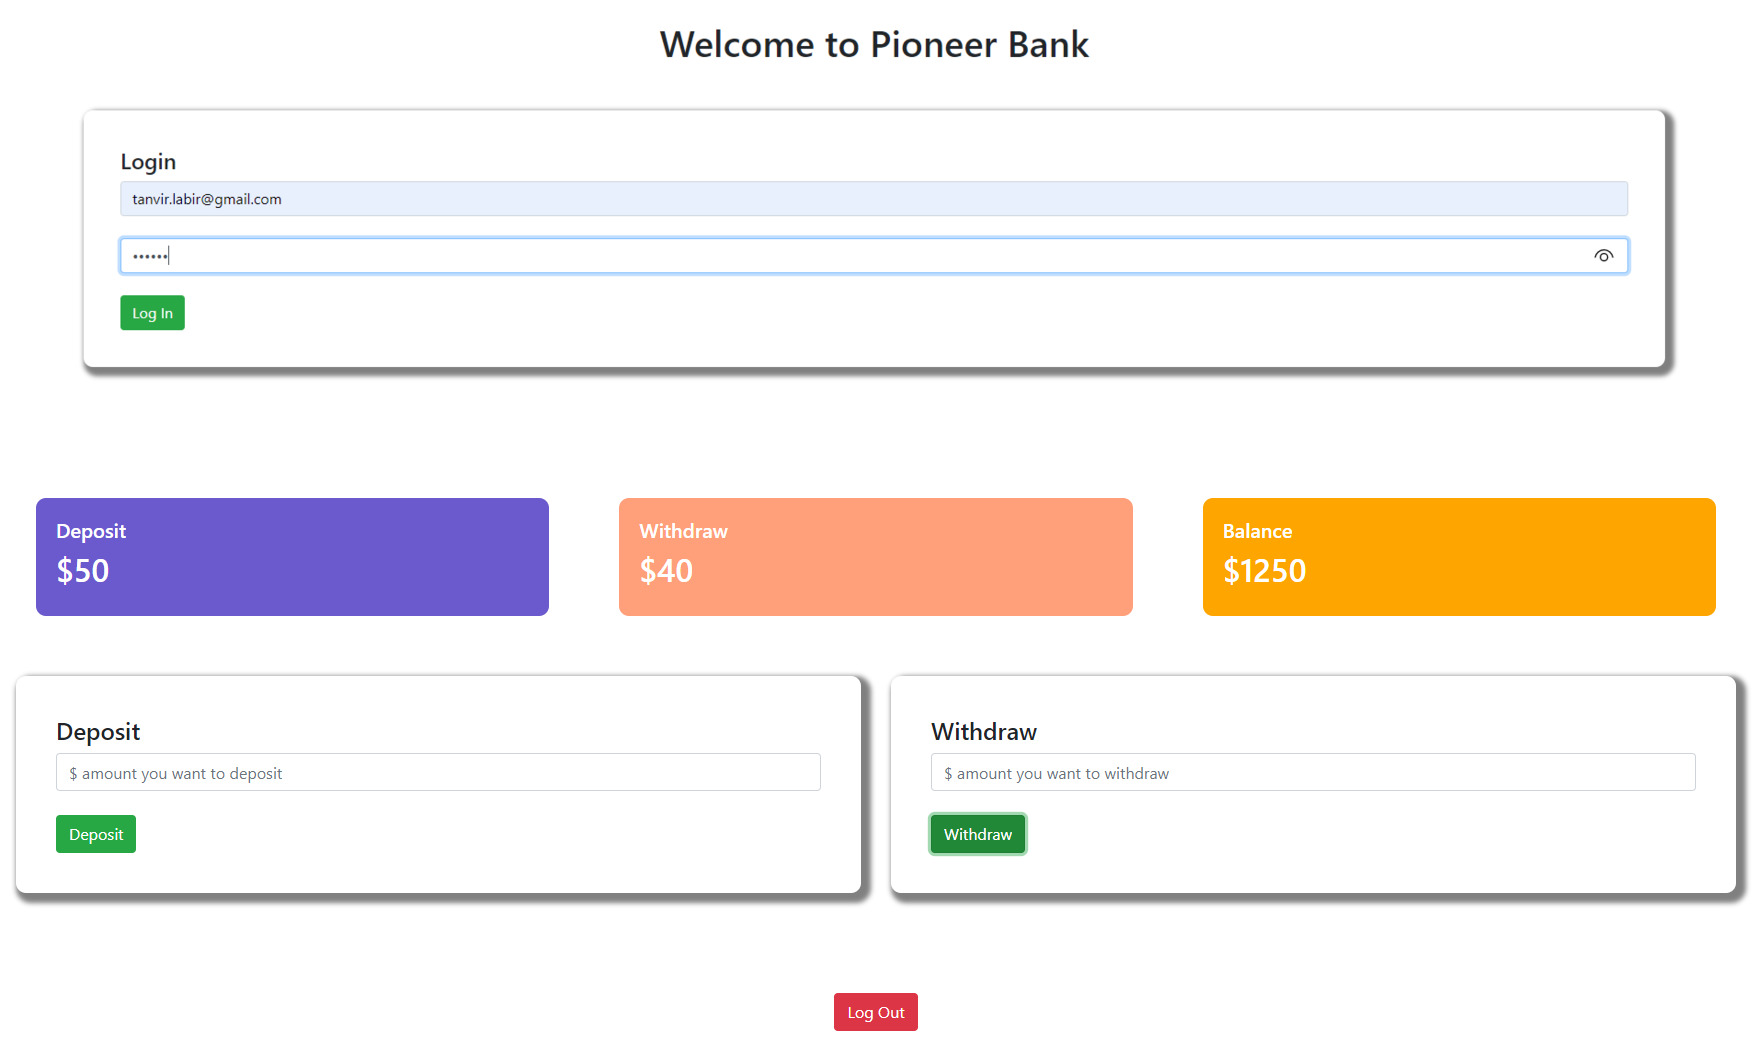 Welcome to Pioneer Bank
Login
tanvir.labir@gmail.com
••••••
Log In
Deposit
$50
Withdraw
$40
Balance
$1250
Deposit
$ amount you want to deposit
Deposit
Withdraw
$ amount you want to withdraw
Withdraw
Log Out